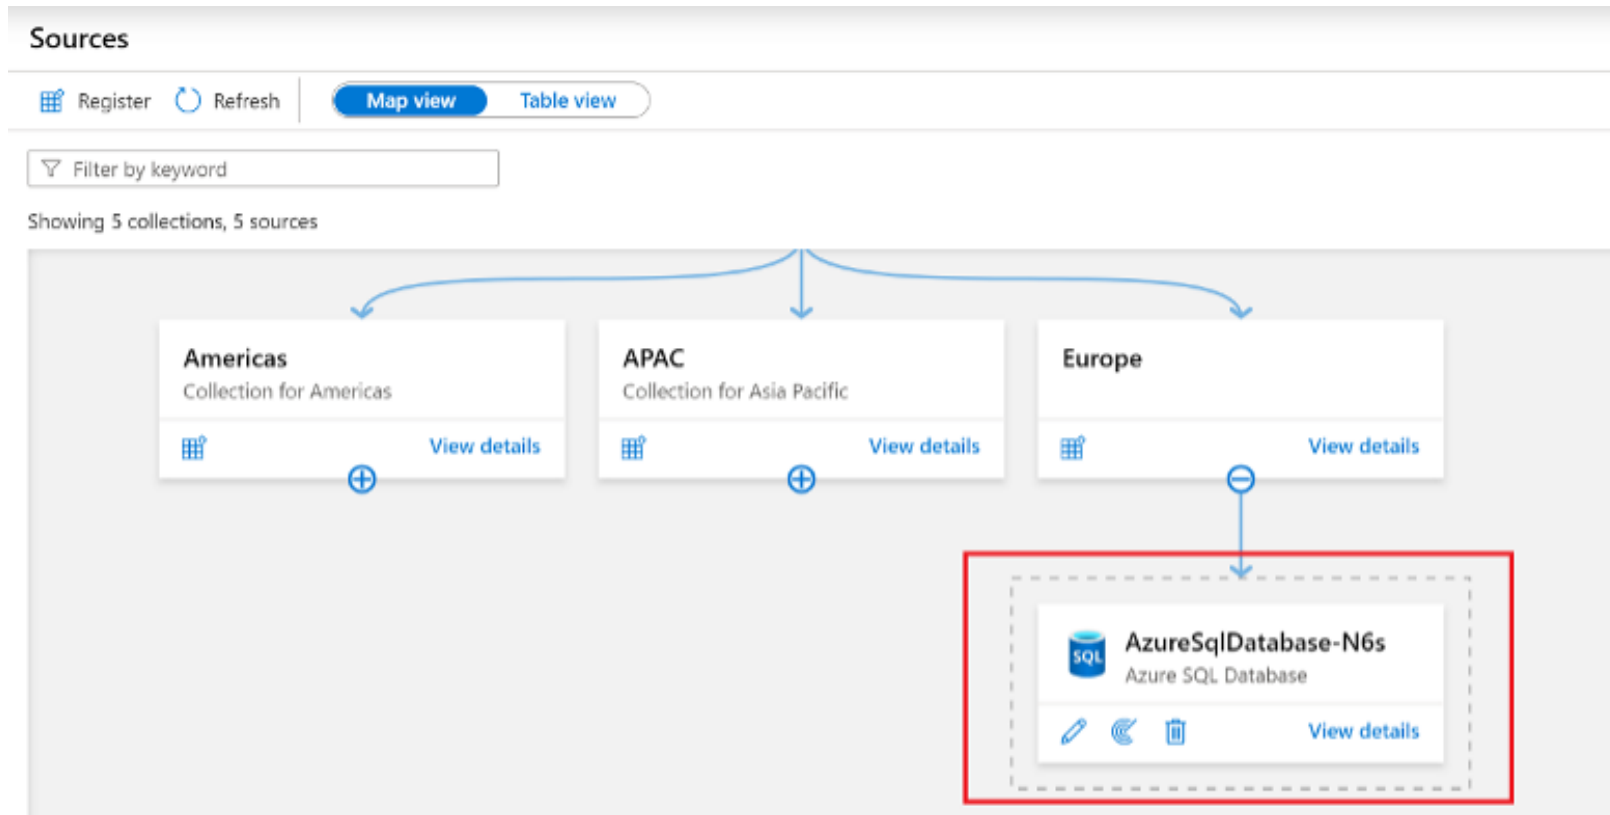 Sources
Register Refresh Map view Table view
Filter by keyword
Showing 5 collections, 5 sources
Americas
Collection for Americas
View details
APAC
Collection for Asia Pacific
View details
Europe
View details
SQL
AzureSqlDatabase-N6s
Azure SQL Database
View details